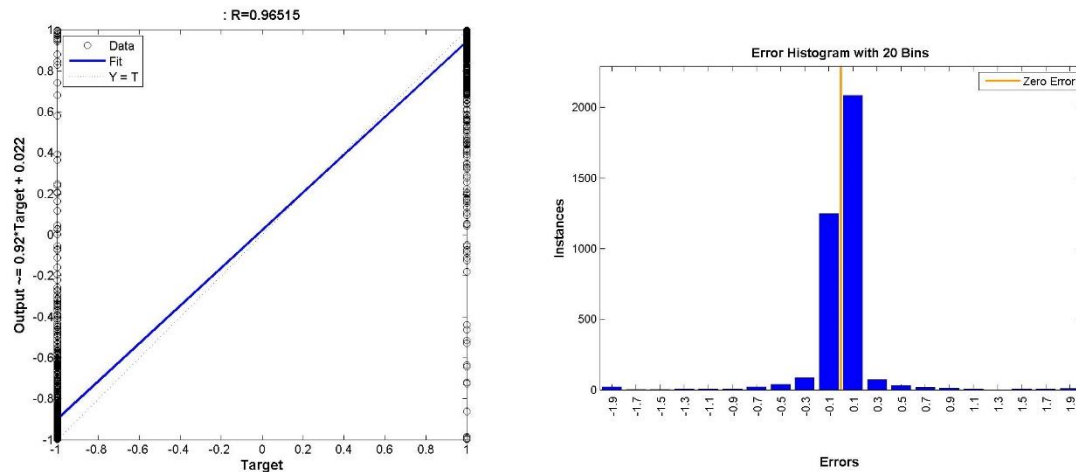 : R=0.96515
Data
Fit
Y = T
Output ~= 0.92*Target + 0.022
1
0.8
0.6
0.4
0.2
0
-0.2
-0.4
-0.6
-0.8
-1
-1 -0.8 -0.6 -0.4 -0.2 0 0.2 0.4 0.6 0.8 1
Target
Error Histogram with 20 Bins
Zero Error
Instances
2000
1500
1000
500
0
-1.9 -1.7 -1.5 -1.3 -1.1 -0.9 -0.7 -0.5 -0.3 -0.1 0.1 0.3 0.5 0.7 0.9 1.1 1.3 1.5 1.7 1.9
Errors